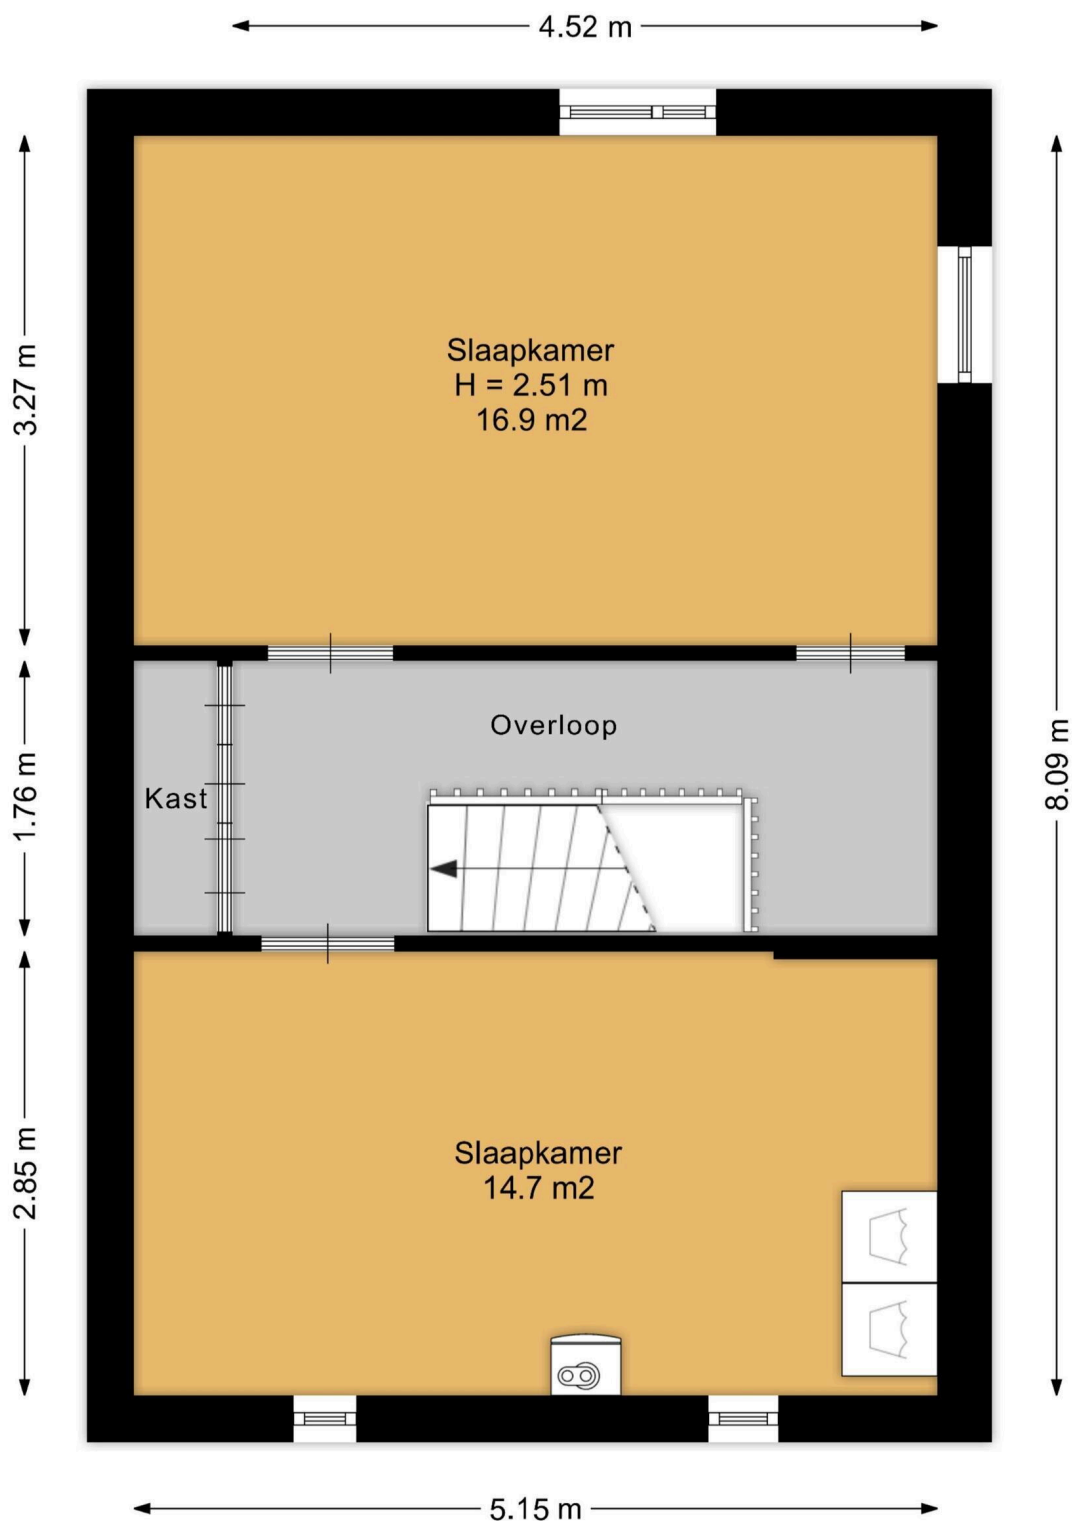 4.52 m
3.27 m
Slaapkamer
H = 2.51 m
16.9 m2
Overloop
1.76 m
Kast
8.09 m
2.85 m
Slaapkamer
14.7 m2
5.15 m